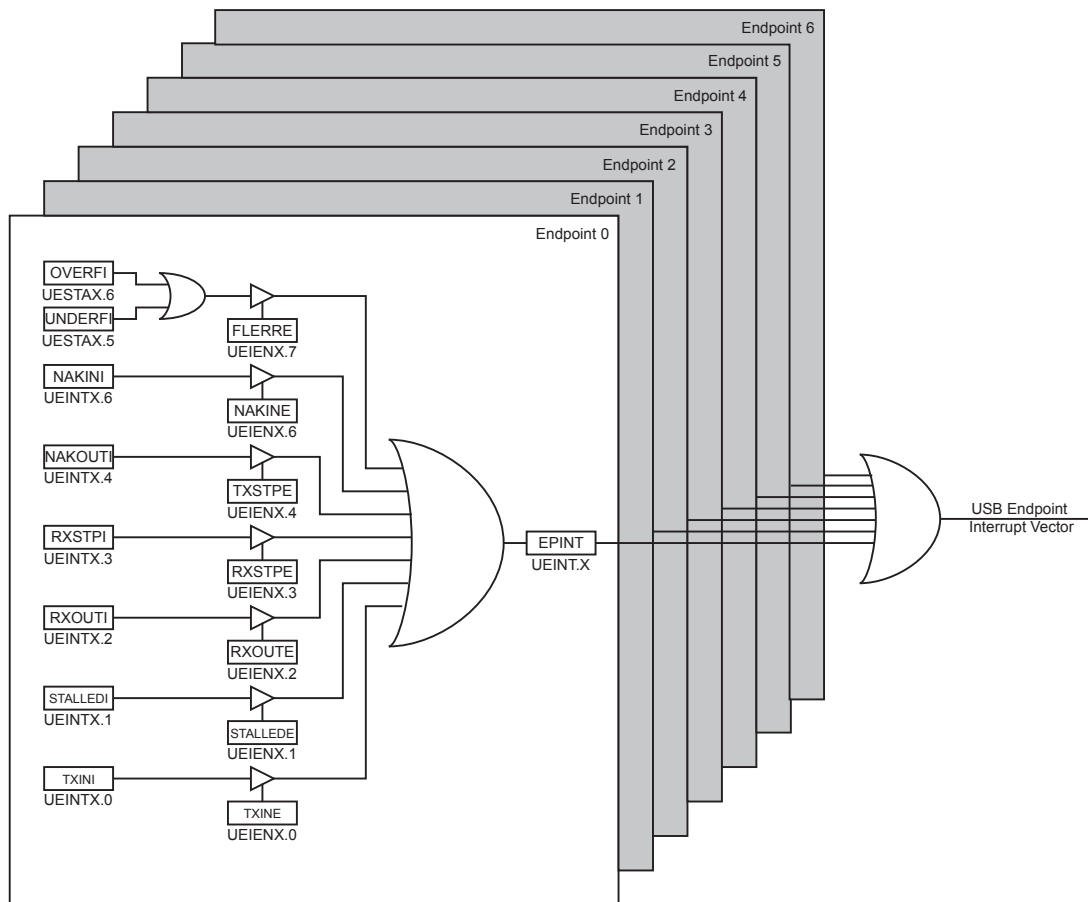 Endpoint 6
Endpoint 5
Endpoint 4
Endpoint 3
Endpoint 2
Endpoint 1
Endpoint 0
OVERFI
UESTAX.6
UNDERFI
UESTAX.5
FLERRE
UEIENX.7
NAKINI
UEINTX.6
NAKINE
UEIENX.6
NAKOUTI
UEINTX.4
TXSTPE
UEIENX.4
RXSTPI
UEINTX.3
RXSTPE
UEIENX.3
RXOUTI
UEINTX.2
RXOUTE
UEIENX.2
STALLEDI
UEINTX.1
STALLEDE
UEIENX.1
TXINI
UEINTX.0
TXINE
UEIENX.0
EPINT
UEINT.X
USB Endpoint
Interrupt Vector